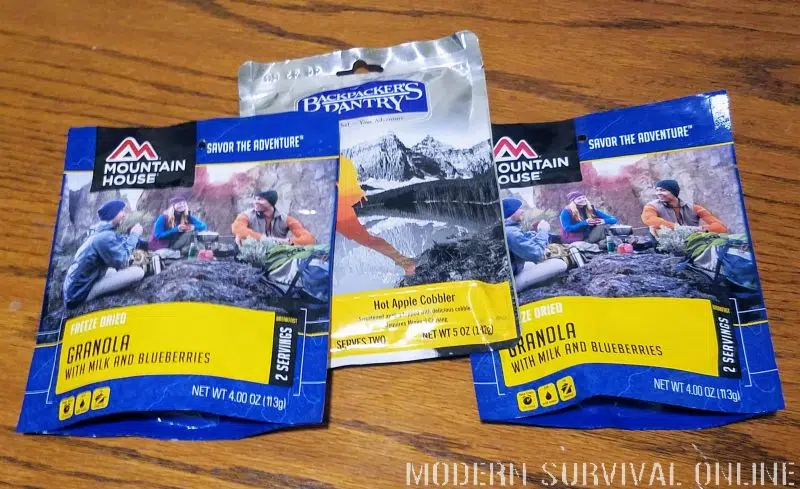 BACKPACKER'S
PANTRY
Hot Apple Cobbler
SERVES TWO
NET WT 5 OZ (142g)
MOUNTAIN
HOUSE
SAVOR THE ADVENTURE
FREEZE DRIED
GRANOLA
WITH MILK AND BLUEBERRIES
BREAKFAST
2 SERVINGS
NET WT 4.00 OZ (113g)
MOUNTAIN
HOUSE
SAVOR THE ADVENTURE
FREEZE DRIED
GRANOLA
WITH MILK AND BLUEBERRIES
2 SERVINGS
NET WT 4.00 OZ (113g)
MODERN SURVIVAL ONLINE